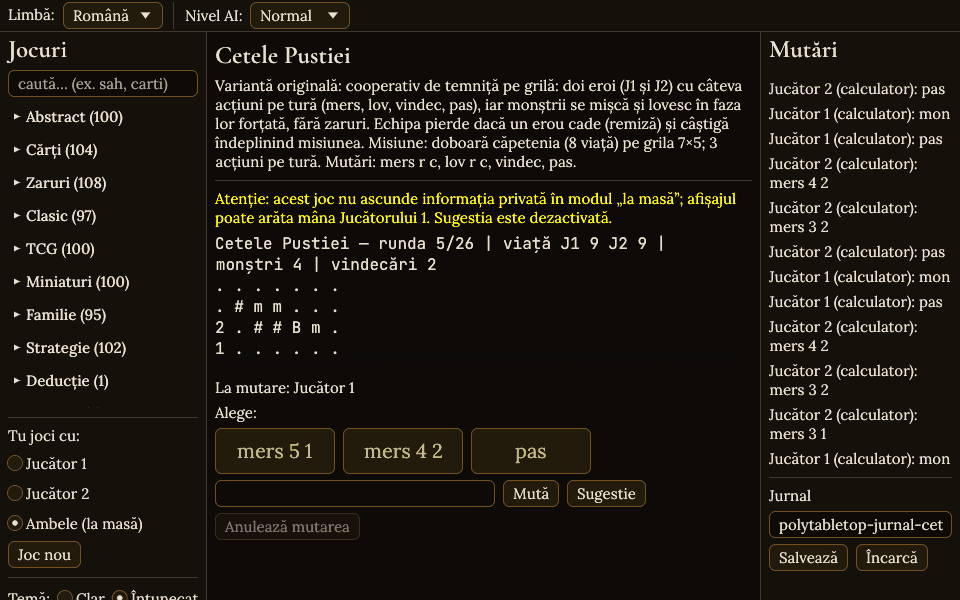 Limbă:
Română
Nivel AI:
Normal
Jocuri
caută... (ex. sah, carti)
Abstract (100)
Cărți (104)
Zaruri (108)
Clasic (97)
TCG (100)
Miniaturi (100)
Familie (95)
Strategie (102)
Deducție (1)
Tu joci cu:
Jucător 1
Jucător 2
Ambele (la masă)
Joc nou
Temă:
Clar
Întunecat
Cetele Pustiei
Variantă originală: cooperativ de temniță pe grilă: doi eroi (J1 și J2) cu câteva
acțiuni pe tură (mers, lov, vindec, pas), iar monștrii se mișcă și lovesc în faza
lor forțată, fără zaruri. Echipa pierde dacă un erou cade (remiză) și câștigă
îndeplinind misiunea. Misiune: doboară căpetenia (8 viață) pe grila 7×5; 3
acțiuni pe tură. Mutări: mers r c, lov r c, vindec, pas.
Atenție: acest joc nu ascunde informația privată în modul „la masă”; afișajul
poate arăta mâna Jucătorului 1. Sugestia este dezactivată.
Cetele Pustiei — runda 5/26 | viață J1 9 J2 9 |
monștri 4 | vindecări 2
. . . . . . .
. # m m . . .
2 . # # B m .
1 . . . . . .
La mutare: Jucător 1
Alege:
mers 5 1
mers 4 2
pas
Mută
Sugestie
Anulează mutarea
Mutări
Jucător 2 (calculator): pas
Jucător 1 (calculator): mon
Jucător 1 (calculator): pas
Jucător 2 (calculator):
mers 4 2
Jucător 2 (calculator):
mers 3 2
Jucător 2 (calculator): pas
Jucător 1 (calculator): mon
Jucător 1 (calculator): pas
Jucător 2 (calculator):
mers 4 2
Jucător 2 (calculator):
mers 3 2
Jucător 2 (calculator):
mers 3 1
Jucător 1 (calculator): mon
Jurnal
polytabletop-jurnal-cet
Salvează
Încarcă